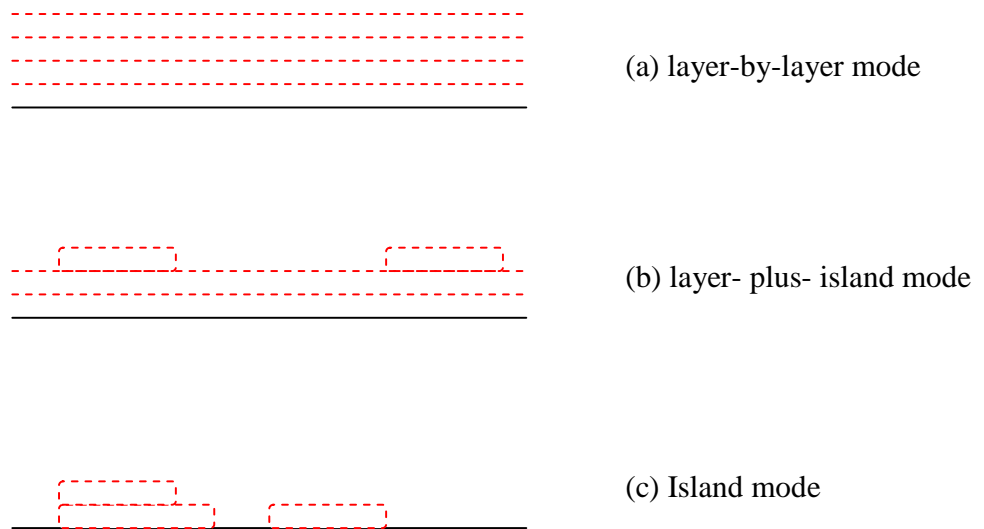 (a) layer-by-layer mode
(b) layer- plus- island mode
(c) Island mode